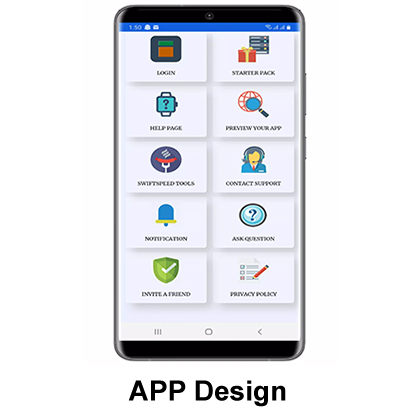 1:50
LOGIN
STARTER PACK
HELP PAGE
PREVIEW YOUR APP
SWIFTSPEED TOOLS
CONTACT SUPPORT
NOTIFICATION
ASK QUESTION
INVITE A FRIEND
PRIVACY POLICY
APP Design